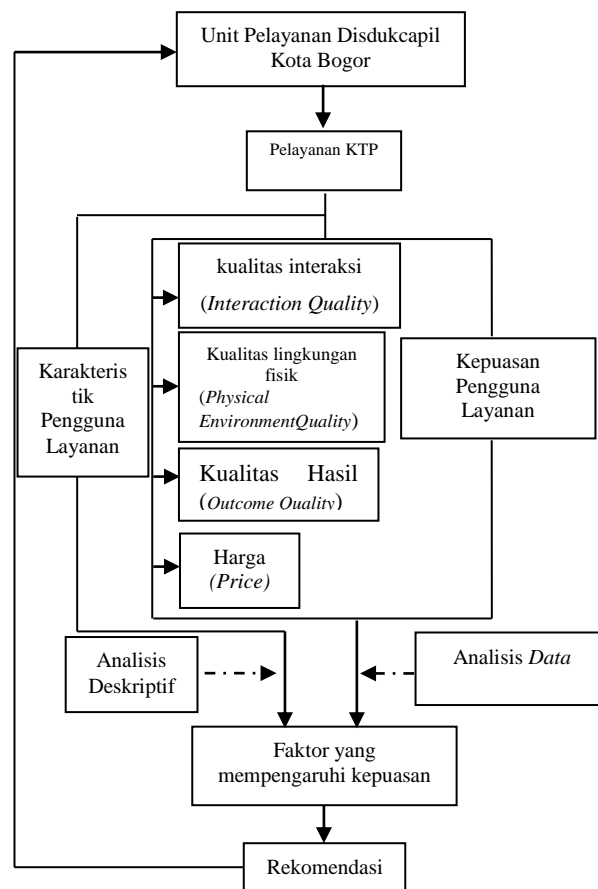 Unit Pelayanan Disdukcapil
Kota Bogor
Pelayanan KTP
kualitas interaksi
(Interaction Quality)
Kualitas lingkungan
fisik
(Physical
EnvironmentQuality)
Kualitas Hasil
(Outcome Ouality)
Harga
(Price)
Karakteris
tik
Pengguna
Layanan
Kepuasan
Pengguna
Layanan
Analisis
Deskriptif
Analisis Data
Faktor yang
mempengaruhi kepuasan
Rekomendasi